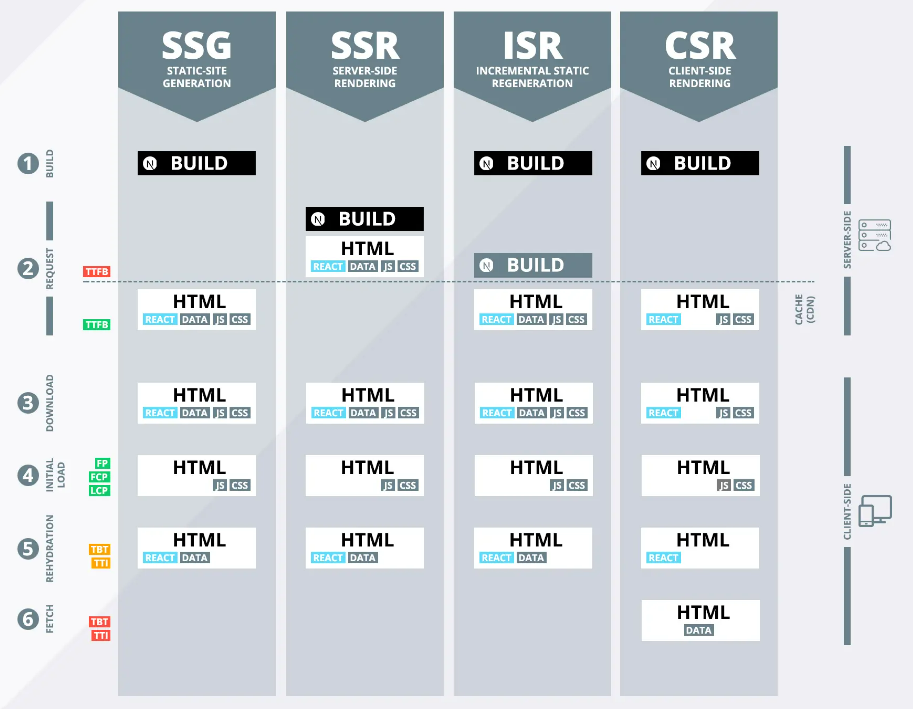 SSG
STATIC-SITE
GENERATION
SSR
SERVER-SIDE
RENDERING
ISR
INCREMENTAL STATIC
REGENERATION
CSR
CLIENT-SIDE
RENDERING
1 BUILD
N BUILD
N BUILD
N BUILD
2 REQUEST
N BUILD
HTML
REACT DATA JS CSS
N BUILD
TTFB
HTML
REACT DATA JS CSS
HTML
REACT DATA JS CSS
HTML
REACT JS CSS
TTFB
3 DOWNLOAD
HTML
REACT DATA JS CSS
HTML
REACT DATA JS CSS
HTML
REACT DATA JS CSS
HTML
REACT JS CSS
4 INITIAL
LOAD
FP
FCP
LCP
HTML
JS CSS
HTML
JS CSS
HTML
JS CSS
HTML
JS CSS
5 REHYDRATION
TBT
TTI
HTML
REACT DATA
HTML
REACT DATA
HTML
REACT DATA
HTML
REACT
6 FETCH
TBT
TTI
HTML
DATA
SERVER-SIDE
CACHE
(CDN)
CLIENT-SIDE